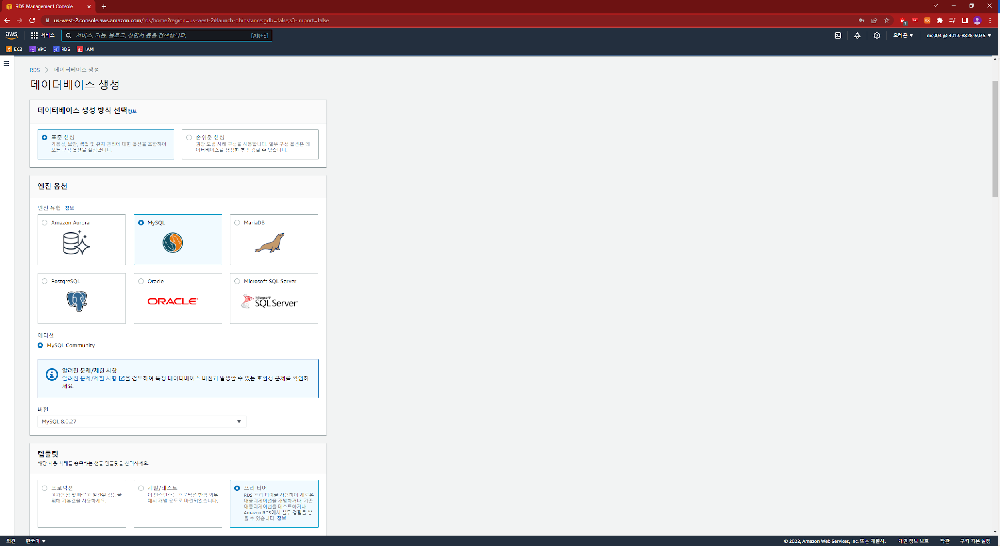 RDS Management Console
us-west-2.console.aws.amazon.com/rds/home?region=us-west-2#launch-dbinstance:gdb=false;s3-import=false
1
EX
aws
서비스
서비스, 기능, 블로그, 설명서 등을 검색합니다.
[Alt+S]
오레곤 ▼
mc004 @ 4013-8828-5035 ▼
EC2
VPC
RDS
IAM
RDS > 데이터베이스 생성
데이터베이스 생성
데이터베이스 생성 방식 선택정보
표준 생성
가용성, 보안, 백업 및 유지 관리에 대한 옵션을 포함하여
모든 구성 옵션을 설정합니다.
손쉬운 생성
권장 모범 사례 구성을 사용합니다. 일부 구성 옵션은 데
이터베이스를 생성한 후 변경할 수 있습니다.
엔진 옵션
엔진 유형 정보
Amazon Aurora
MySQL
MariaDB
PostgreSQL
Oracle
ORACLE
Microsoft SQL Server
Microsoft
SQL Server
에디션
MySQL Community
알려진 문제/제한 사항
알려진 문제/제한 사항 을 검토하여 특정 데이터베이스 버전과 발생할 수 있는 호환성 문제를 확인하
세요.
버전
MySQL 8.0.27
템플릿
해당 사용 사례를 충족하는 샘플 템플릿을 선택하세요.
프로덕션
고가용성 및 빠르고 일관된 성능을
위해 기본값을 사용하세요.
개발/테스트
이 인스턴스는 프로덕션 환경 외부
에서 개발 용도로 마련되었습니다.
프리 티어
RDS 프리 티어를 사용하여 새로운
애플리케이션을 개발하거나, 기존
애플리케이션을 테스트하거나
Amazon RDS에서 실무 경험을 쌓
을 수 있습니다. 정보
의견
한국어 ▼
© 2022, Amazon Web Services, Inc. 또는 계열사.
개인 정보 보호
약관
쿠키 기본 설정